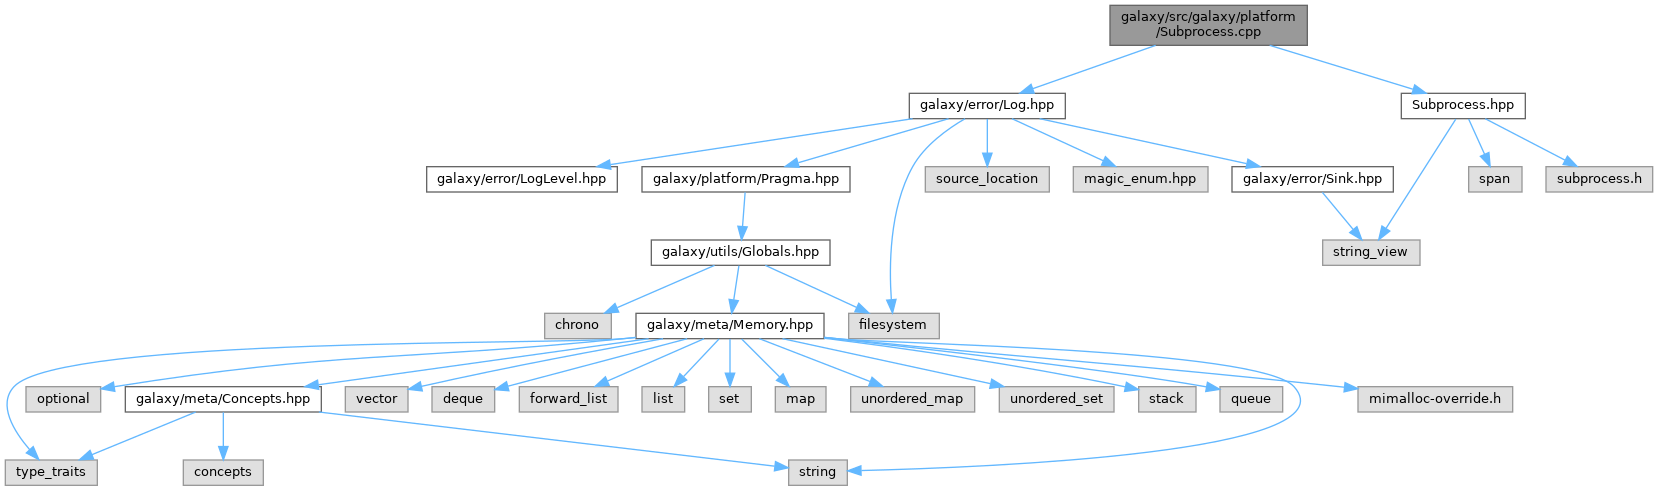 galaxy/src/galaxy/platform
/Subprocess.cpp
galaxy/error/Log.hpp
Subprocess.hpp
galaxy/error/LogLevel.hpp
galaxy/platform/Pragma.hpp
source_location
magic_enum.hpp
galaxy/error/Sink.hpp
span
subprocess.h
galaxy/utils/Globals.hpp
string_view
chrono
galaxy/meta/Memory.hpp
filesystem
optional
galaxy/meta/Concepts.hpp
vector
deque
forward_list
list
set
map
unordered_map
unordered_set
stack
queue
mimalloc-override.h
type_traits
concepts
string